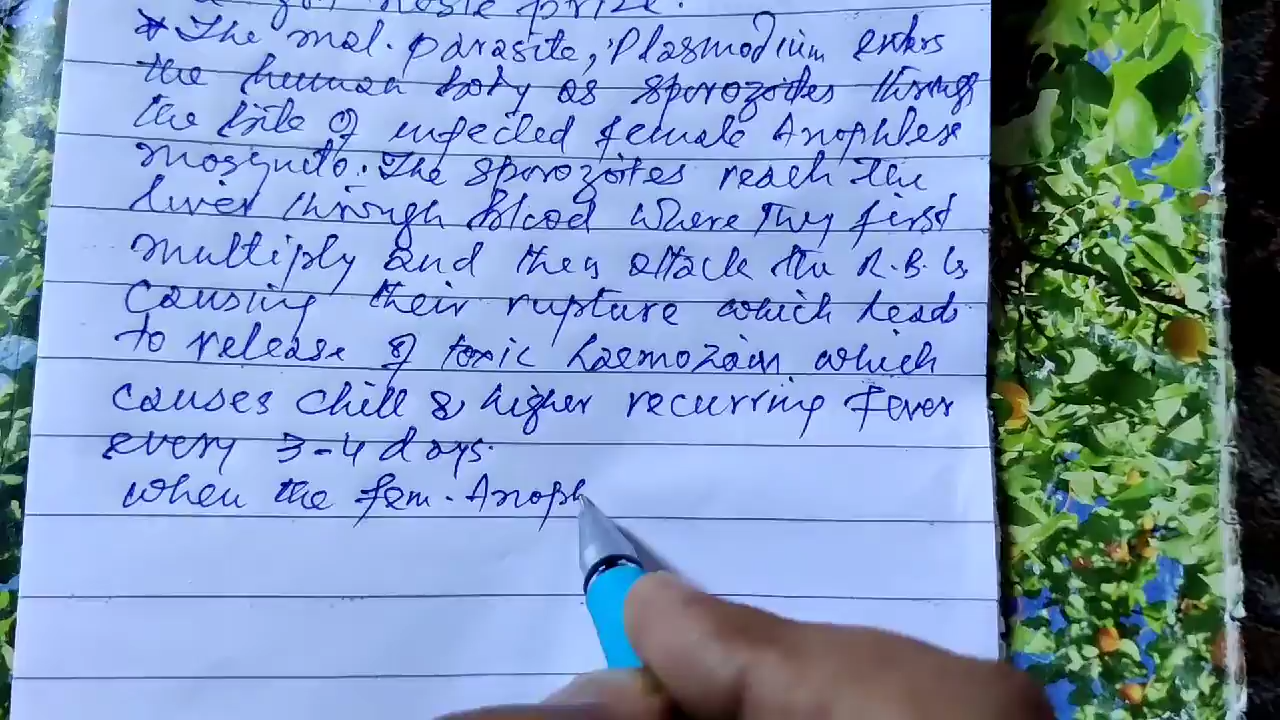 noble prize.
* The mal. parasite, Plasmodium enters
the human body as sporozoites through
the bite of infected female Anopheles
mosquito. The sporozoites reach the
liver through blood where they first
multiply and then attack the R.B.Cs
causing their rupture which leads
to release of toxic haemozoin which
causes chill & higher recurring fever
every 3-4 days.
when the fem. Anoph